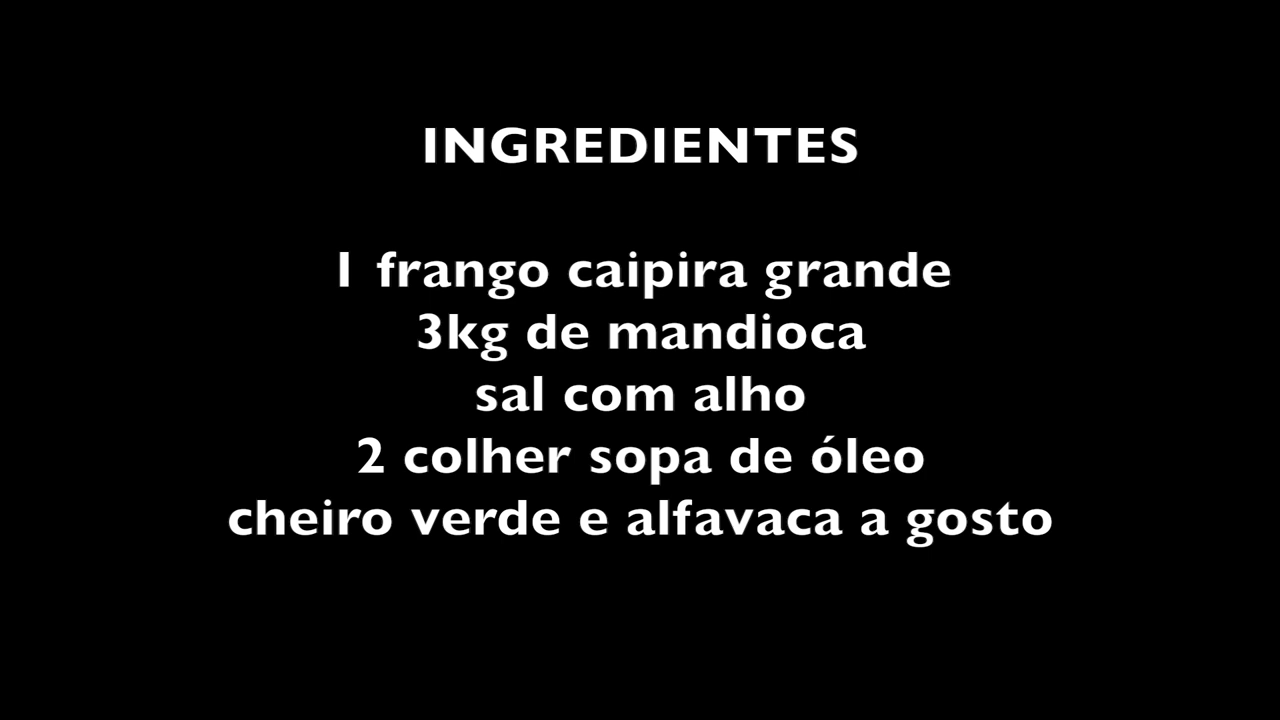 INGREDIENTES
1 frango caipira grande
3kg de mandioca
sal com alho
2 colher sopa de óleo
cheiro verde e alfavaca a gosto